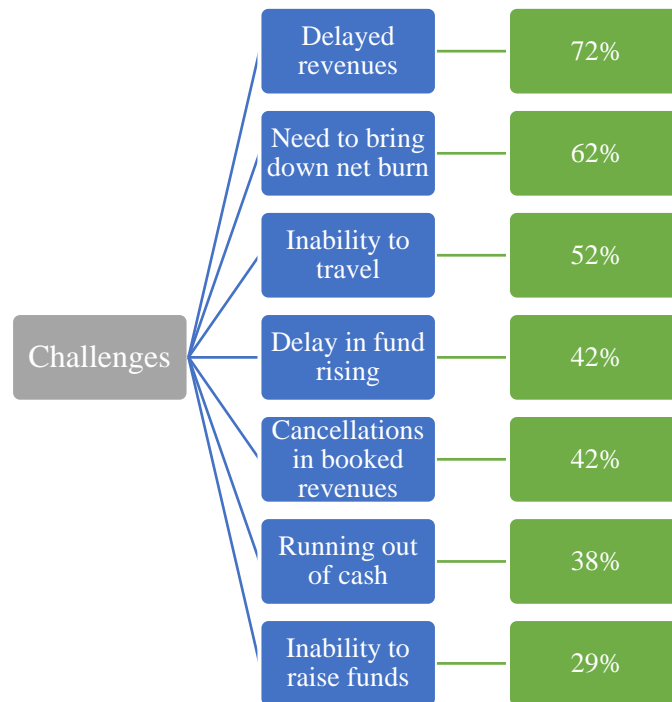 Delayed
revenues
72%
Need to bring
down net burn
62%
Inability to
travel
52%
Challenges
Delay in fund
rising
42%
Cancellations
in booked
revenues
42%
Running out
of cash
38%
Inability to
raise funds
29%